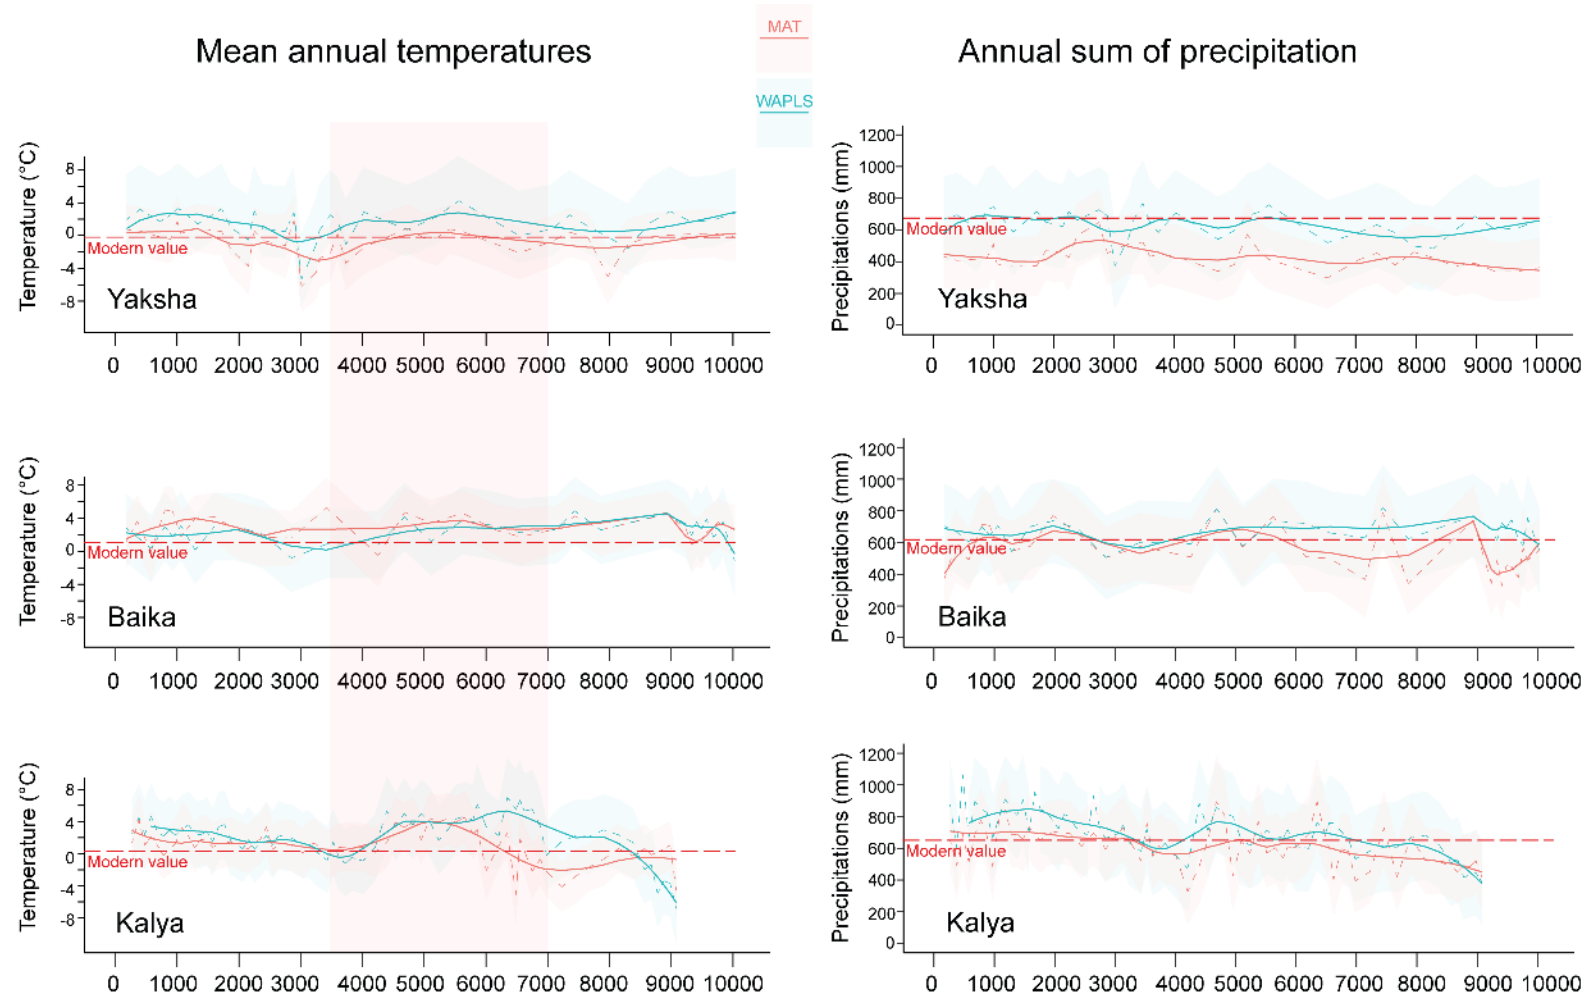 MAT
Mean annual temperatures
Annual sum of precipitation
WAPLS
Temperature (°C)
8
4
0
-4
-8
Modern value
Yaksha
0 1000 2000 3000 4000 5000 6000 7000 8000 9000 10000
Precipitations (mm)
1200
1000
800
600
400
200
0
Modern value
Yaksha
0 1000 2000 3000 4000 5000 6000 7000 8000 9000 10000
Temperature (°C)
8
4
0
-4
-8
Modern value
Baika
0 1000 2000 3000 4000 5000 6000 7000 8000 9000 10000
Precipitations (mm)
1200
1000
800
600
400
200
0
Modern value
Baika
0 1000 2000 3000 4000 5000 6000 7000 8000 9000 10000
Temperature (°C)
8
4
0
-4
-8
Modern value
Kalya
0 1000 2000 3000 4000 5000 6000 7000 8000 9000 10000
Precipitations (mm)
1200
1000
800
600
400
200
0
Modern value
Kalya
0 1000 2000 3000 4000 5000 6000 7000 8000 9000 10000